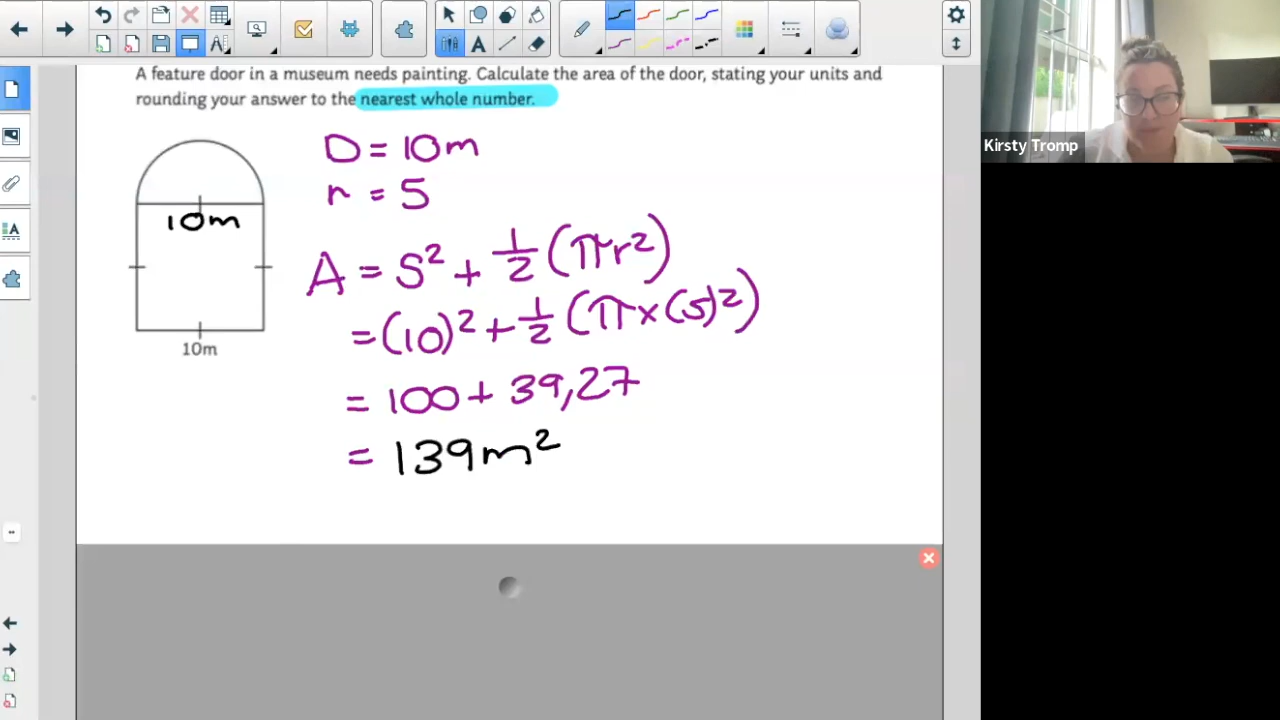 A feature door in a museum needs painting. Calculate the area of the door, stating your units and
rounding your answer to the nearest whole number.
Kirsty Tromp
D = 10m
r = 5
10m
A = S² + 1/2 (πr²)
= (10)² + 1/2 (π × (5)²)
10m
= 100 + 39,27
= 139m²